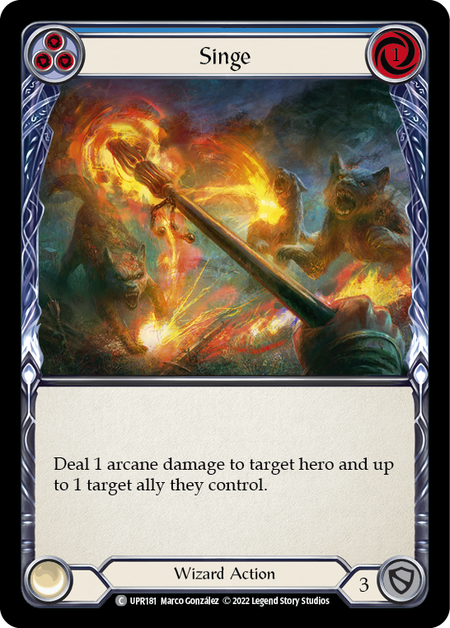 Singe
1
Deal 1 arcane damage to target hero and up
to 1 target ally they control.
Wizard Action
3
C UPR181 Marco González © 2022 Legend Story Studios